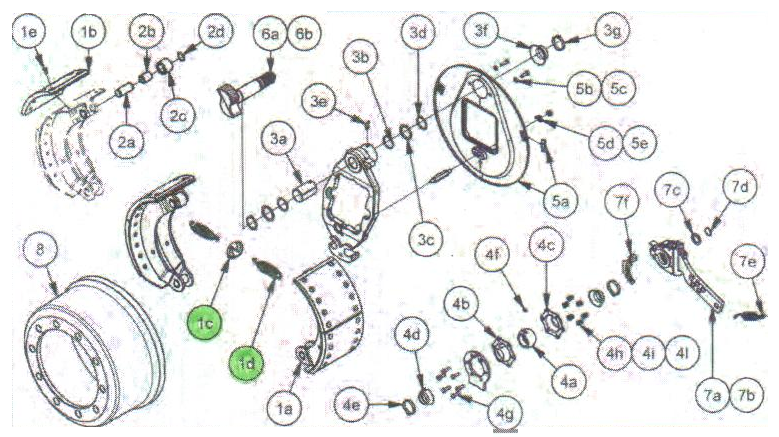 1e 1b 2b 2d
6a 6b
3b 3d 3f 3g
2a 2c
3e
5b 5c
3a
5d 5e
5a
3c
7c 7d
7f
8
4f 4c
7e
1c
4b
1d
4d
4h 4i 4l
4a
7a 7b
1a
4e
4g